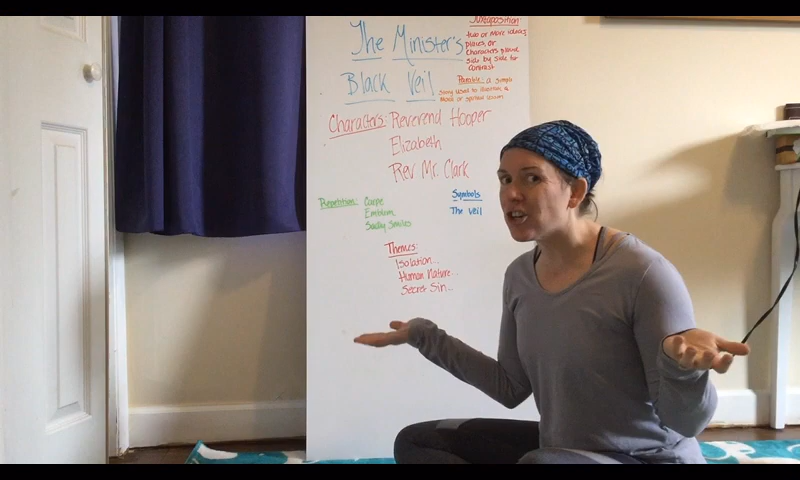 The Minister's
Black Veil
Juxtaposition:
two or more ideas,
places, or
characters placed
side by side for
contrast
Parable: a simple
story used to illustrate a
moral or spiritual lesson
Characters: Reverend Hooper
Elizabeth
Rev Mr. Clark
Repetition: Carpe
Emblem
Sadly Smiles
Symbols
The Veil
Themes:
Isolation...
Human Nature...
Secret Sin...